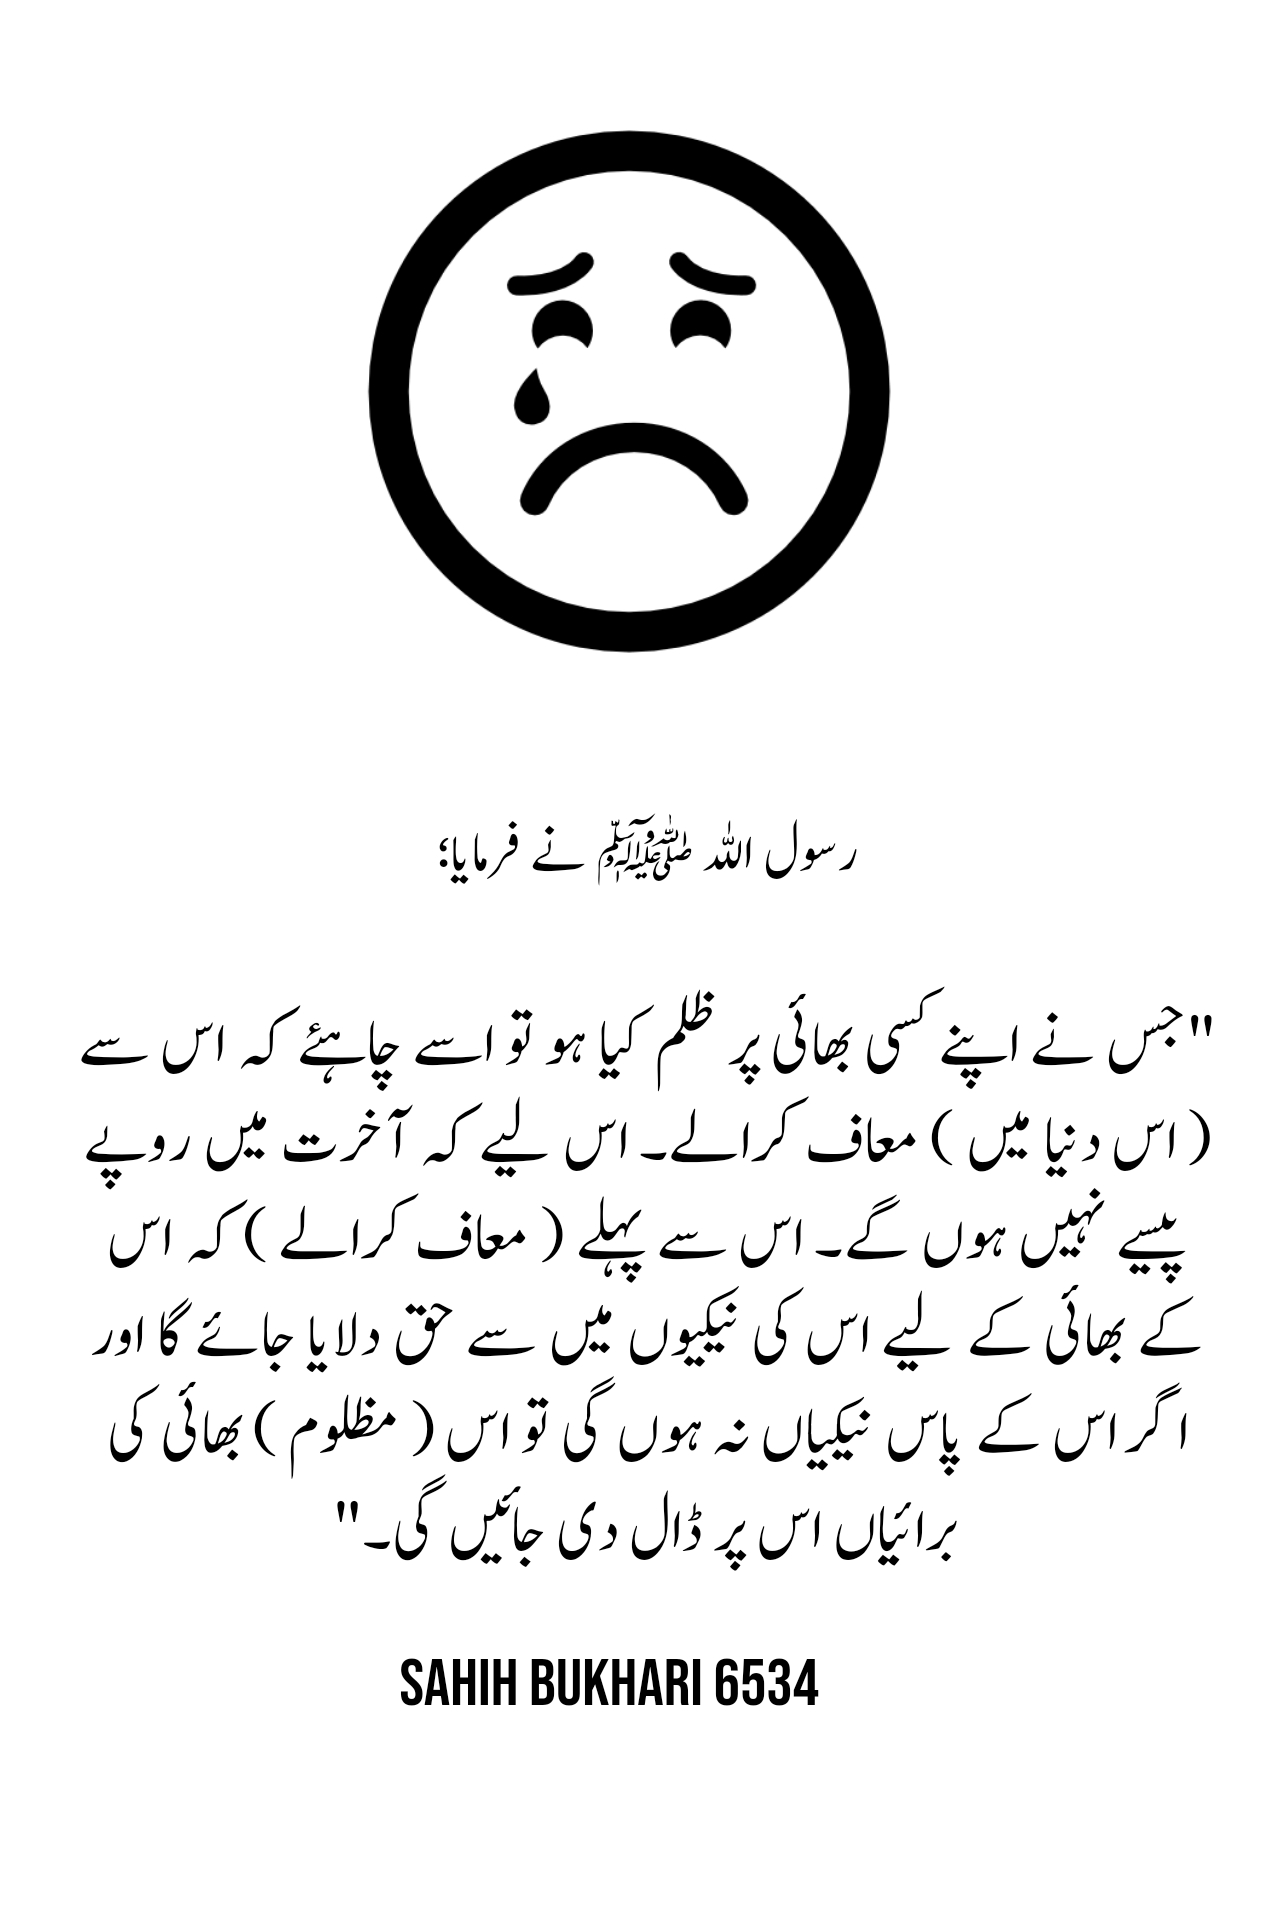 رسول اللہ ﷺ نے فرمایا؛
"جس نے اپنے کسی بھائی پر ظلم کیا ہو تو اسے چاہئے کہ اس سے
( اس دنیا میں ) معاف کرالے۔ اس لیے کہ آخرت میں روپے
پیسے نہیں ہوں گے۔ اس سے پہلے ( معاف کرالے ) کہ اس
کے بھائی کے لیے اس کی نیکیوں میں سے حق دلایا جائے گا اور
اگر اس کے پاس نیکیاں نہ ہوں گی تو اس ( مظلوم ) بھائی کی
برائیاں اس پر ڈال دی جائیں گی۔"
SAHIH BUKHARI 6534